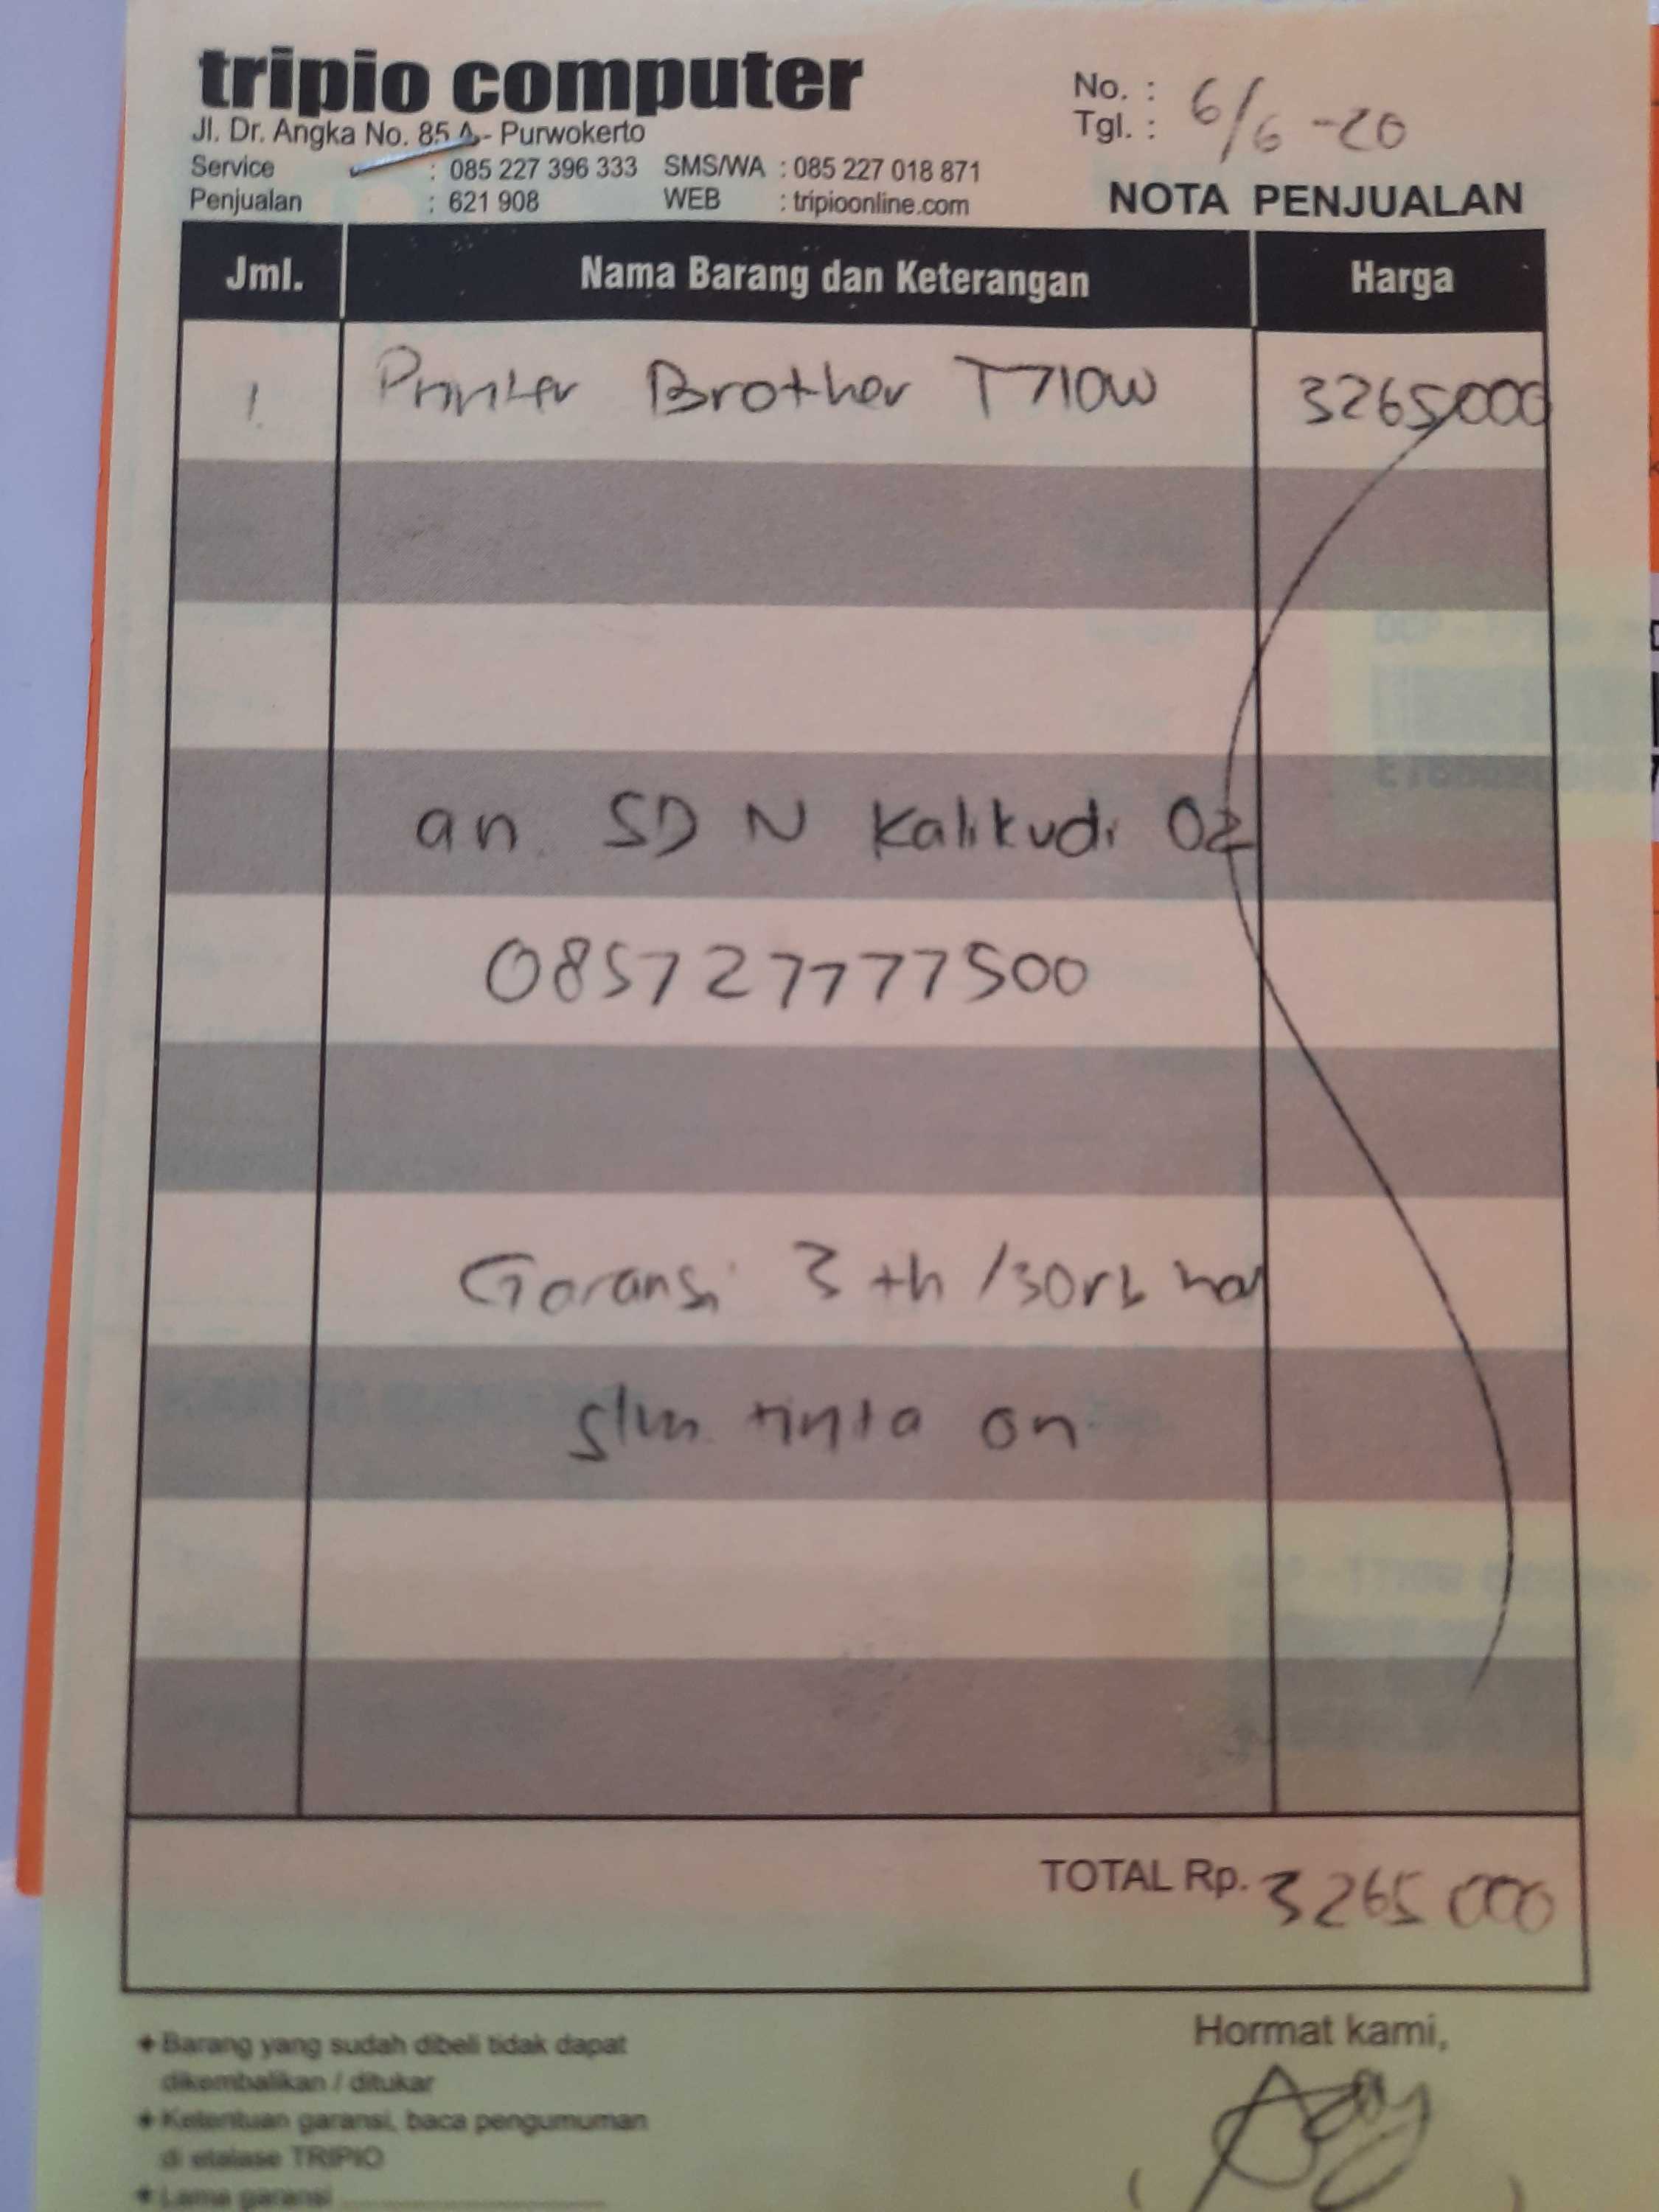 tripio computer
Jl. Dr. Angka No. 85 A - Purwokerto
Service : 085 227 396 333 SMS/WA : 085 227 018 871
Penjualan : 621 908 WEB : tripioonline.com
No. :
Tgl. : 6/6 -20
NOTA PENJUALAN
Jml. Nama Barang dan Keterangan Harga
1. Printer Brother T710W 3265000
an. SD N Kalikudi 02
085727777500
Garansi 3 th /30rb hal
tinta on
TOTAL Rp. 3265 000
Hormat kami,
✦ Barang yang sudah dibeli tidak dapat
dikembalikan / ditukar
✦ Ketentuan garansi, baca pengumuman
di etalase TRIPIO
✦ Lama garansi